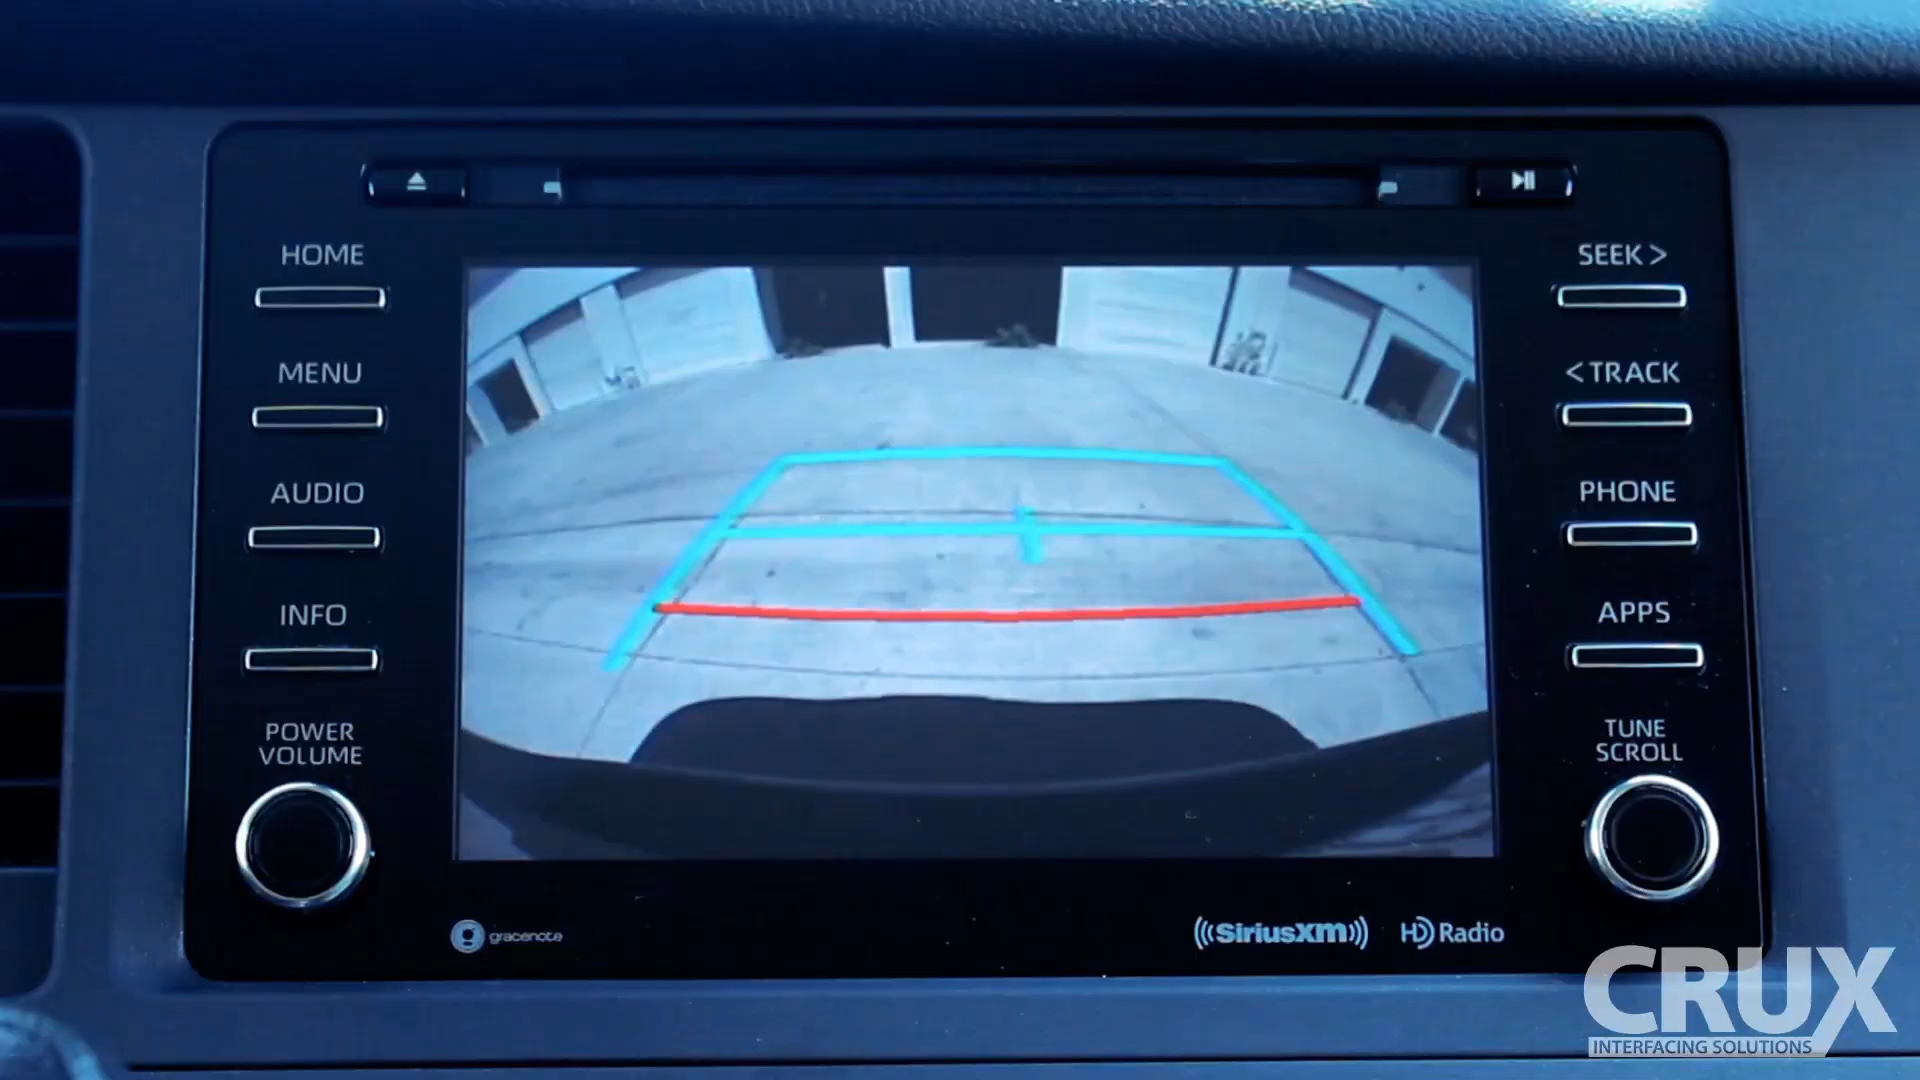 HOME
MENU
AUDIO
INFO
POWER
VOLUME
SEEK >
< TRACK
PHONE
APPS
TUNE
SCROLL
gracenote
((SiriusXM))
HD Radio
CRUX
INTERFACING SOLUTIONS